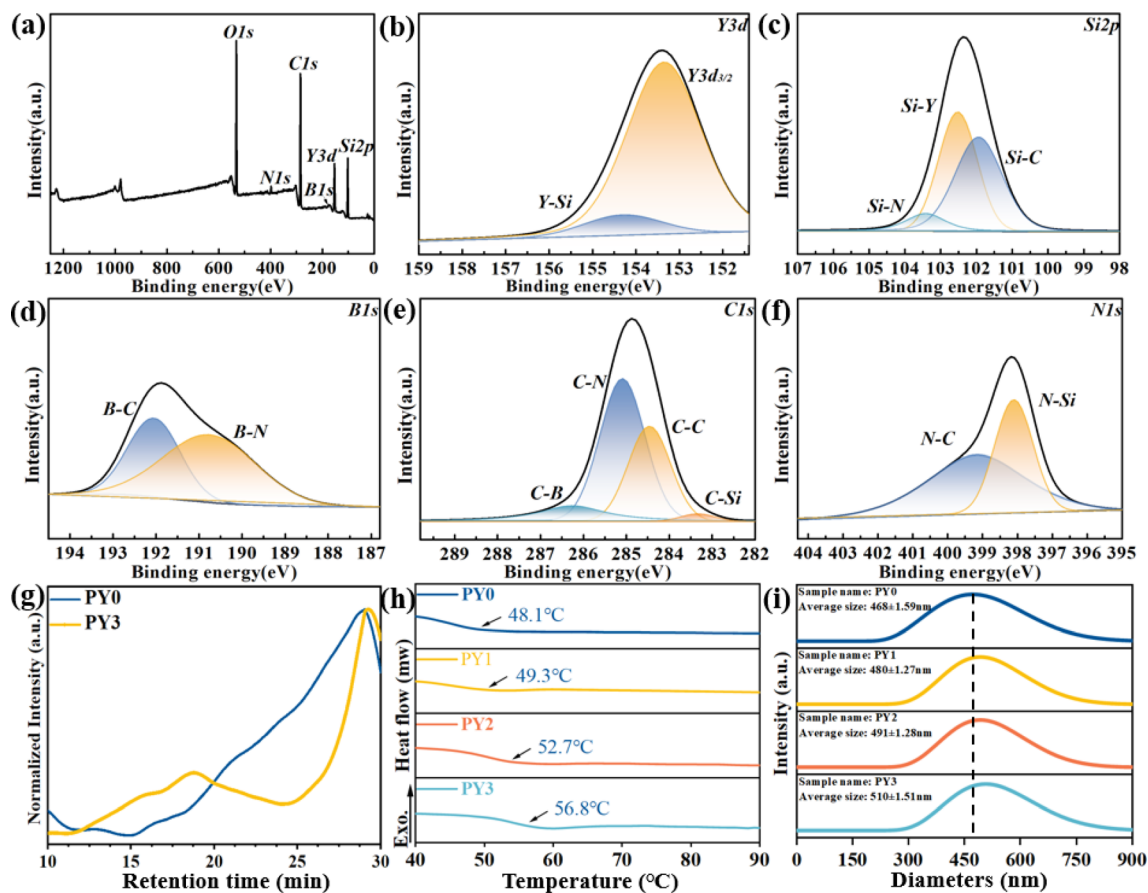 (a)
O1s
C1s
Y3d
Si2p
N1s
B1s
Intensity(a.u.)
1200 1000 800 600 400 200 0
Binding energy(eV)
(b)
Y3d
Y3d3/2
Y-Si
Intensity(a.u.)
159 158 157 156 155 154 153 152
Binding energy(eV)
(c)
Si2p
Si-Y
Si-C
Si-N
Intensity(a.u.)
107 106 105 104 103 102 101 100 99 98
Binding energy(eV)
(d)
B1s
B-C
B-N
Intensity(a.u.)
194 193 192 191 190 189 188 187
Binding energy(eV)
(e)
C1s
C-N
C-C
C-B
C-Si
Intensity(a.u.)
289 288 287 286 285 284 283 282
Binding energy(eV)
(f)
N1s
N-Si
N-C
Intensity(a.u.)
404 403 402 401 400 399 398 397 396 395
Binding energy(eV)
(g)
PY0
PY3
Normalized Intensity (a.u.)
10 20 30
Retention time (min)
(h)
PY0
48.1℃
PY1
49.3℃
PY2
52.7℃
PY3
56.8℃
Exo.
Heat flow (mw)
40 50 60 70 80 90
Temperature (℃)
(i)
Sample name: PY0
Average size: 468±1.59nm
Sample name: PY1
Average size: 480±1.27nm
Sample name: PY2
Average size: 491±1.28nm
Sample name: PY3
Average size: 510±1.51nm
Intensity (a.u.)
0 150 300 450 600 750 900
Diameters (nm)